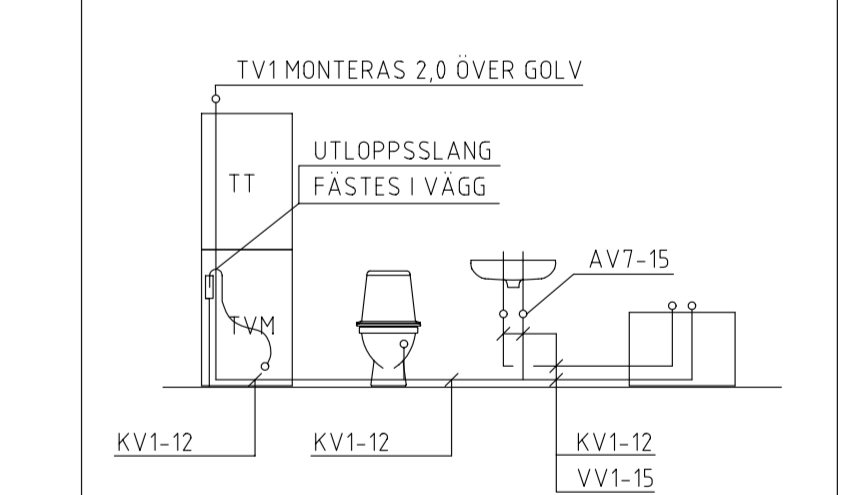 TV1 MONTERAS 2,0 ÖVER GOLV
UTLOPPSSLANG
FÄSTES I VÄGG
TT
AV7-15
TVM
KV1-12
KV1-12
KV1-12
VV1-15